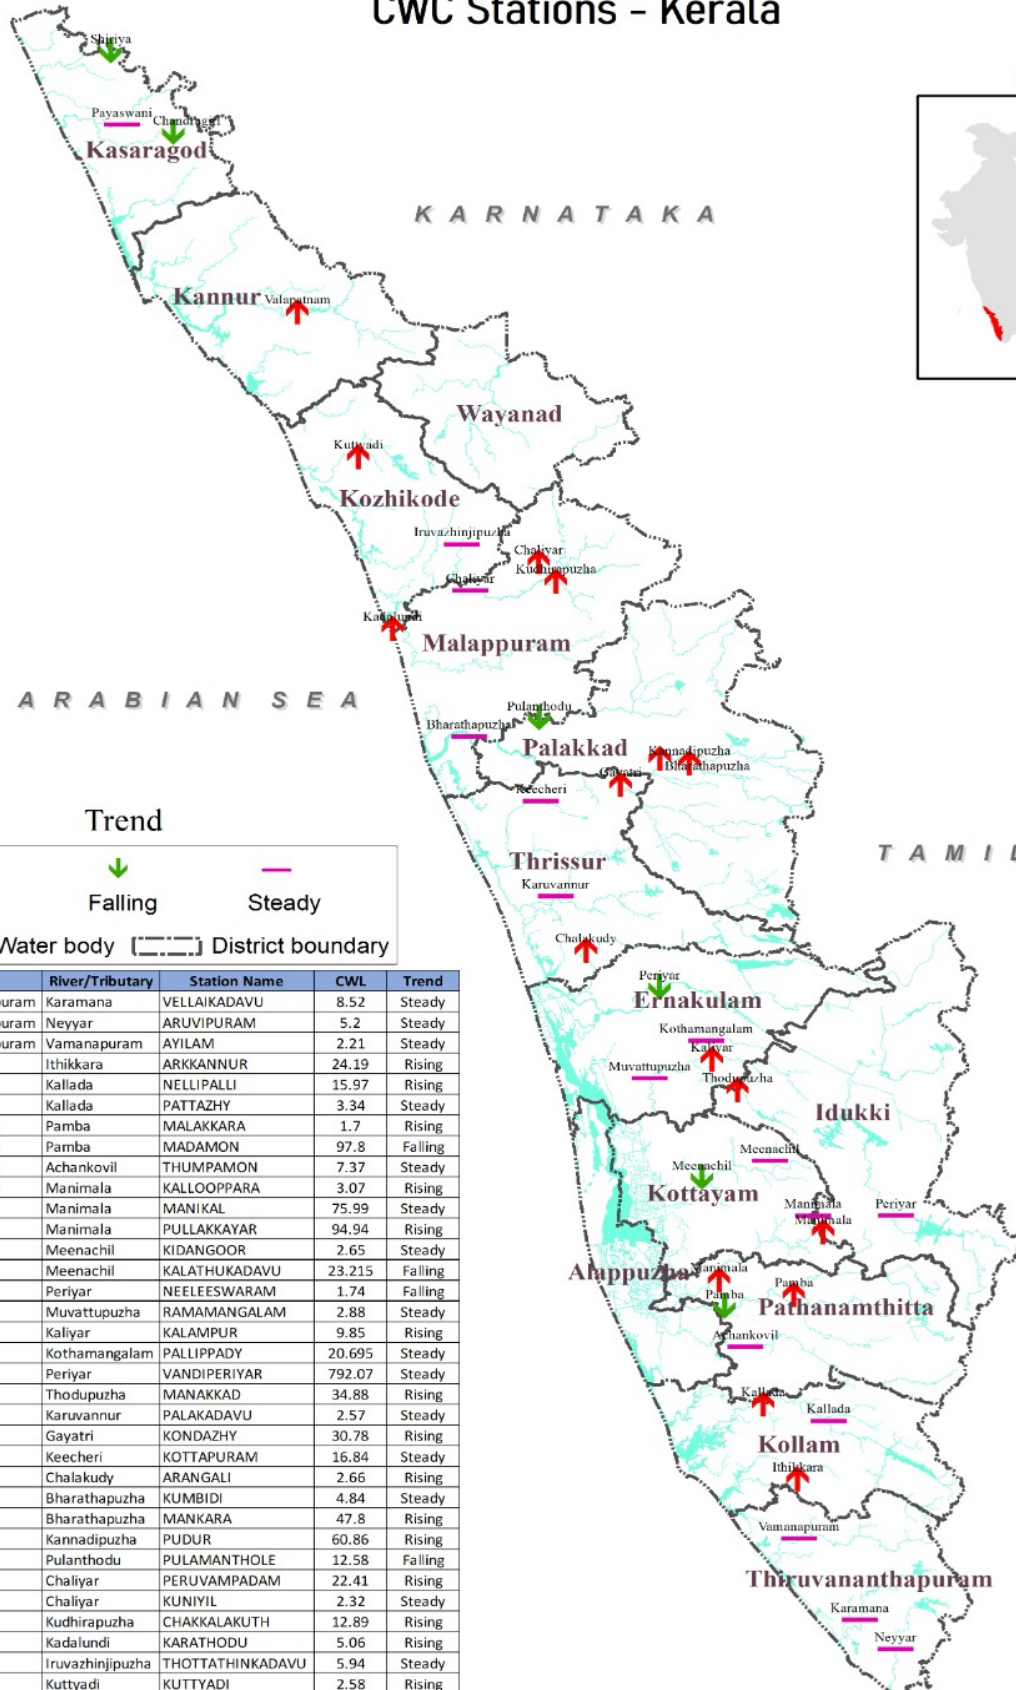 CWC Stations - Kerala
Shiriya
Payaswani
Chandragiri
Kasaragod
KARNATAKA
Kannur
Valapatnam
Wayanad
Kuttyadi
Kozhikode
Iruvazhinjipuzha
Chaliyar
Kudhirapuzha
Chaliyar
Kadalundi
Malappuram
ARABIAN SEA
Pulanthodu
Bharathapuzha
Palakkad
Kannadipuzha
Bharathapuzha
Gayatri
Keecheri
Trend
Thrissur
TAMIL
Karuvannur
Falling
Steady
Chalakudy
Water body
District boundary
Periyar
Ernakulam
Kothamangalam
Kaliyar
Muvattupuzha
Thodupuzha
Idukki
Meenachil
Meenachil
Kottayam
Manimala
Periyar
Manimala
Alappuzha
Manimala
Pamba
Pamba
Pathanamthitta
Achankovil
Kallada
Kallada
Kollam
Ithikkara
Vamanapuram
Thiruvananthapuram
Karamana
Neyyar
River/Tributary Station Name CWL Trend
puram Karamana VELLAIKADAVU 8.52 Steady
puram Neyyar ARUVIPURAM 5.2 Steady
puram Vamanapuram AYILAM 2.21 Steady
Ithikkara ARKKANNUR 24.19 Rising
Kallada NELLIPALLI 15.97 Rising
Kallada PATTAZHY 3.34 Steady
Pamba MALAKKARA 1.7 Rising
Pamba MADAMON 97.8 Falling
Achankovil THUMPAMON 7.37 Steady
Manimala KALLOOPPARA 3.07 Rising
Manimala MANIKAL 75.99 Steady
Manimala PULLAKKAYAR 94.94 Rising
Meenachil KIDANGOOR 2.65 Steady
Meenachil KALATHUKADAVU 23.215 Falling
Periyar NEELEESWARAM 1.74 Falling
Muvattupuzha RAMAMANGALAM 2.88 Steady
Kaliyar KALAMPUR 9.85 Rising
Kothamangalam PALLIPPADY 20.695 Steady
Periyar VANDIPERIYAR 792.07 Steady
Thodupuzha MANAKKAD 34.88 Rising
Karuvannur PALAKADAVU 2.57 Steady
Gayatri KONDAZHY 30.78 Rising
Keecheri KOTTAPURAM 16.84 Steady
Chalakudy ARANGALI 2.66 Rising
Bharathapuzha KUMBIDI 4.84 Steady
Bharathapuzha MANKARA 47.8 Rising
Kannadipuzha PUDUR 60.86 Rising
Pulanthodu PULAMANTHOLE 12.58 Falling
Chaliyar PERUVAMPADAM 22.41 Rising
Chaliyar KUNIYIL 2.32 Steady
Kudhirapuzha CHAKKALAKUTH 12.89 Rising
Kadalundi KARATHODU 5.06 Rising
Iruvazhinjipuzha THOTTATHINKADAVU 5.94 Steady
Kuttyadi KUTTYADI 2.58 Rising